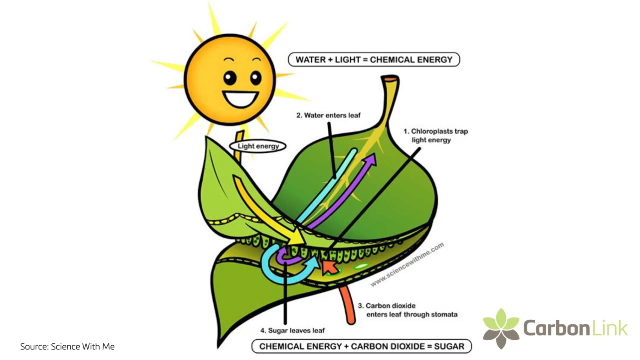 WATER + LIGHT = CHEMICAL ENERGY
2. Water enters leaf
1. Chloroplasts trap
light energy
Light energy
www.sciencewithme.com
3. Carbon dioxide
enters leaf through stomata
4. Sugar leaves leaf
CHEMICAL ENERGY + CARBON DIOXIDE = SUGAR
CarbonLink
Source: Science With Me